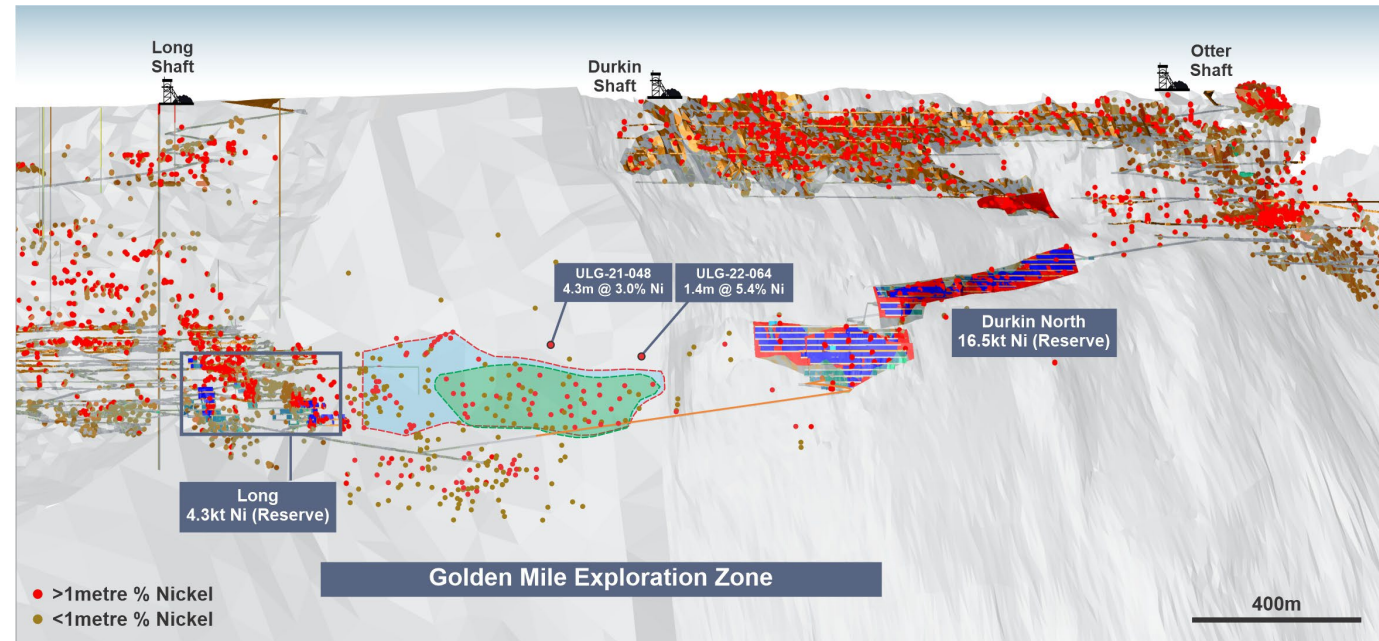 Long
Shaft
Durkin
Shaft
Otter
Shaft
ULG-21-048
4.3m @ 3.0% Ni
ULG-22-064
1.4m @ 5.4% Ni
Durkin North
16.5kt Ni (Reserve)
Long
4.3kt Ni (Reserve)
Golden Mile Exploration Zone
>1metre % Nickel
<1metre % Nickel
400m